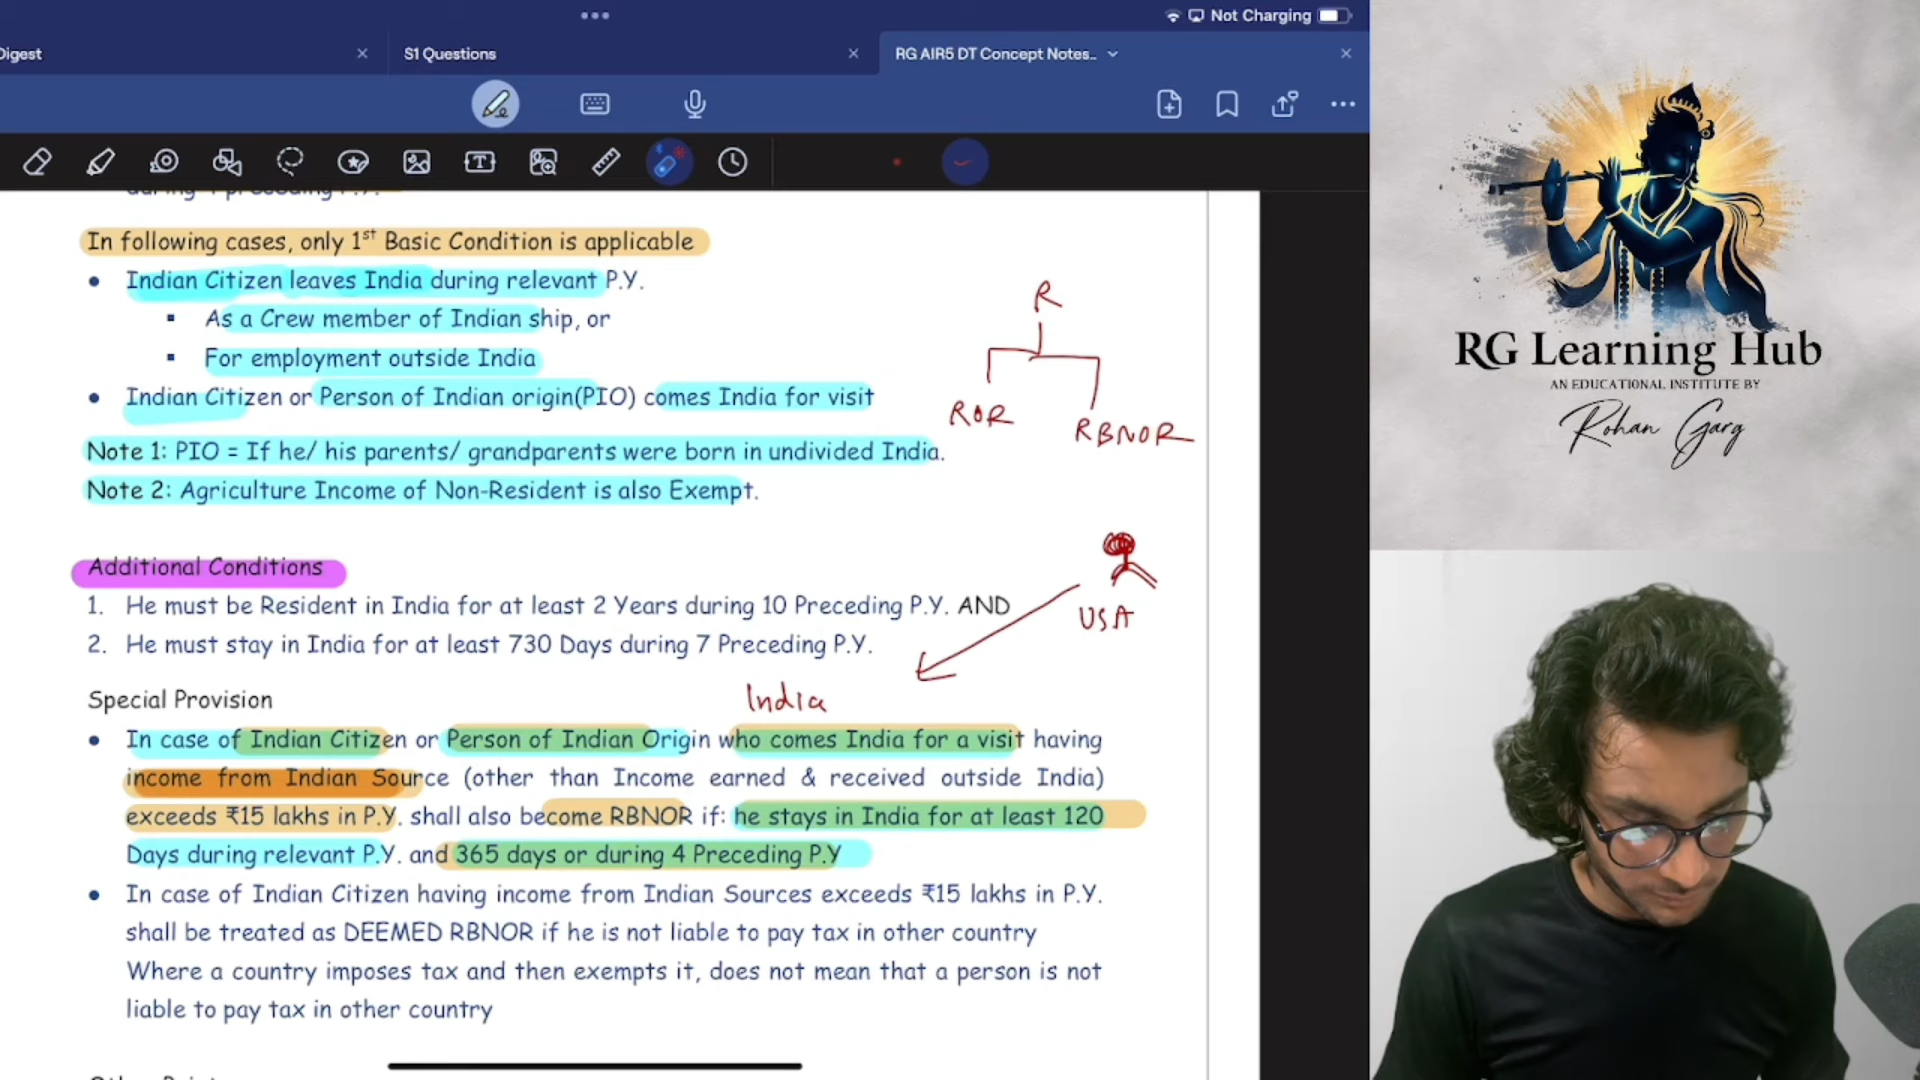 Not Charging
Digest
S1 Questions
RG AIR5 DT Concept Notes..
In following cases, only 1st Basic Condition is applicable
• Indian Citizen leaves India during relevant P.Y.
▪ As a Crew member of Indian ship, or
▪ For employment outside India
• Indian Citizen or Person of Indian origin(PIO) comes India for visit
Note 1: PIO = If he/ his parents/ grandparents were born in undivided India.
Note 2: Agriculture Income of Non-Resident is also Exempt.
R
ROR
RBNOR
Additional Conditions
1. He must be Resident in India for at least 2 Years during 10 Preceding P.Y. AND
2. He must stay in India for at least 730 Days during 7 Preceding P.Y.
USA
India
Special Provision
• In case of Indian Citizen or Person of Indian Origin who comes India for a visit having
income from Indian Source (other than Income earned & received outside India)
exceeds ₹15 lakhs in P.Y. shall also become RBNOR if: he stays in India for at least 120
Days during relevant P.Y. and 365 days or during 4 Preceding P.Y
• In case of Indian Citizen having income from Indian Sources exceeds ₹15 lakhs in P.Y.
shall be treated as DEEMED RBNOR if he is not liable to pay tax in other country
Where a country imposes tax and then exempts it, does not mean that a person is not
liable to pay tax in other country
RG Learning Hub
AN EDUCATIONAL INSTITUTE BY
Rohan Garg